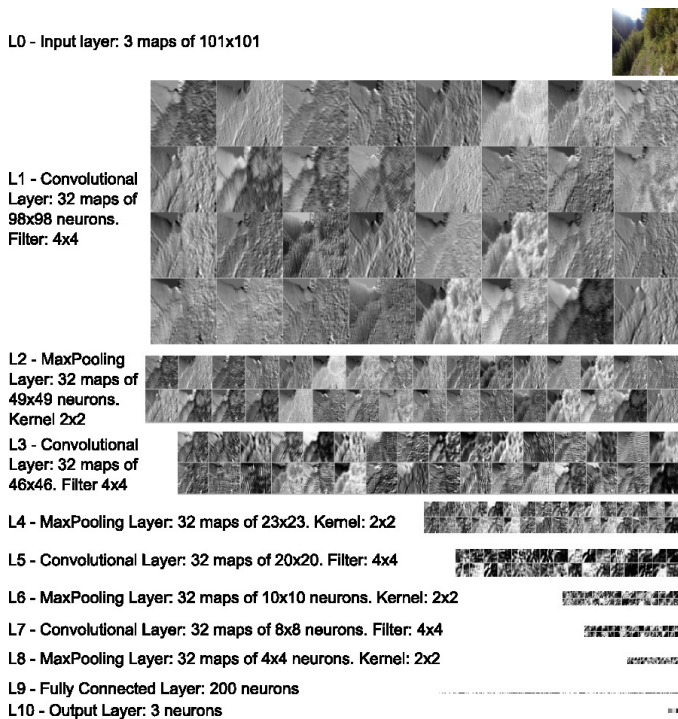 L0 - Input layer: 3 maps of 101x101
L1 - Convolutional
Layer: 32 maps of
98x98 neurons.
Filter: 4x4
L2 - MaxPooling
Layer: 32 maps of
49x49 neurons.
Kernel 2x2
L3 - Convolutional
Layer: 32 maps of
46x46. Filter 4x4
L4 - MaxPooling Layer: 32 maps of 23x23. Kernel: 2x2
L5 - Convolutional Layer: 32 maps of 20x20. Filter: 4x4
L6 - MaxPooling Layer: 32 maps of 10x10 neurons. Kernel: 2x2
L7 - Convolutional Layer: 32 maps of 8x8 neurons. Filter: 4x4
L8 - MaxPooling Layer: 32 maps of 4x4 neurons. Kernel: 2x2
L9 - Fully Connected Layer: 200 neurons
L10 - Output Layer: 3 neurons